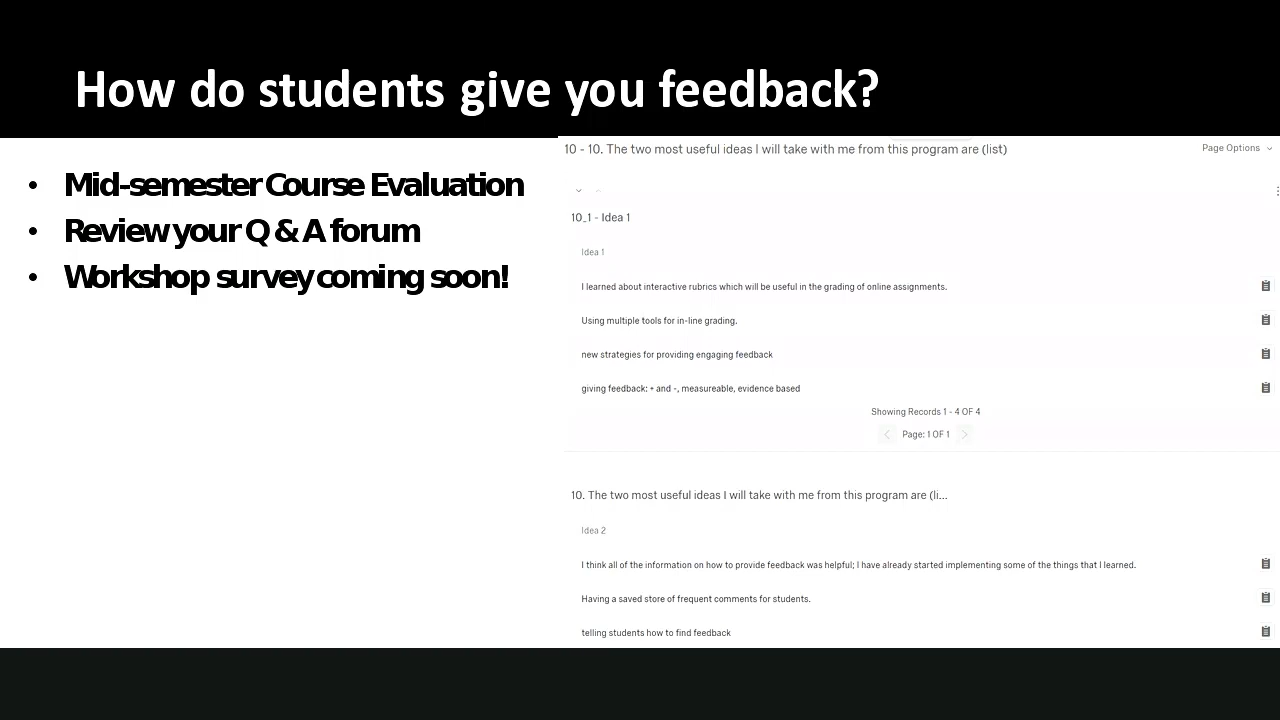 How do students give you feedback?
• Mid-semester Course Evaluation
• Review your Q & A forum
• Workshop survey coming soon!
10 - 10. The two most useful ideas I will take with me from this program are (list)
Page Options
10_1 - Idea 1
Idea 1
I learned about interactive rubrics which will be useful in the grading of online assignments.
Using multiple tools for in-line grading.
new strategies for providing engaging feedback
giving feedback: + and -, measureable, evidence based
Showing Records 1 - 4 OF 4
Page: 1 OF 1
10. The two most useful ideas I will take with me from this program are (li...
Idea 2
I think all of the information on how to provide feedback was helpful; I have already started implementing some of the things that I learned.
Having a saved store of frequent comments for students.
telling students how to find feedback